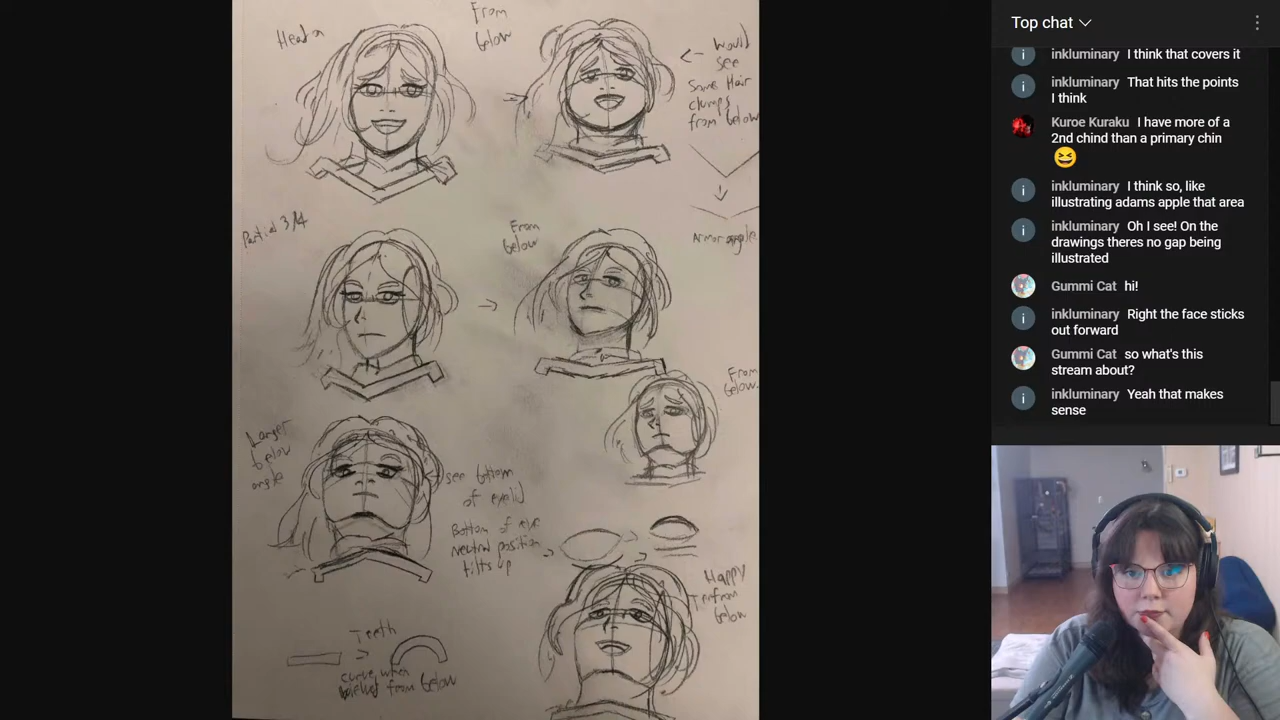 Head on
From
below
← Would
see
Some Hair
clumps
from below
Partial 3/4
From
below
Armor
From
below.
Larger
below
angle
see bottom
of eyelid
Bottom of
neutral position
tilts up
Happy
from
below
Teeth
>
curve when
viewed from below
Top chat
inkluminary I think that covers it
inkluminary That hits the points
I think
Kuroe Kuraku I have more of a
2nd chind than a primary chin
😆
inkluminary I think so, like
illustrating adams apple that area
inkluminary Oh I see! On the
drawings theres no gap being
illustrated
Gummi Cat hi!
inkluminary Right the face sticks
out forward
Gummi Cat so what's this
stream about?
inkluminary Yeah that makes
sense